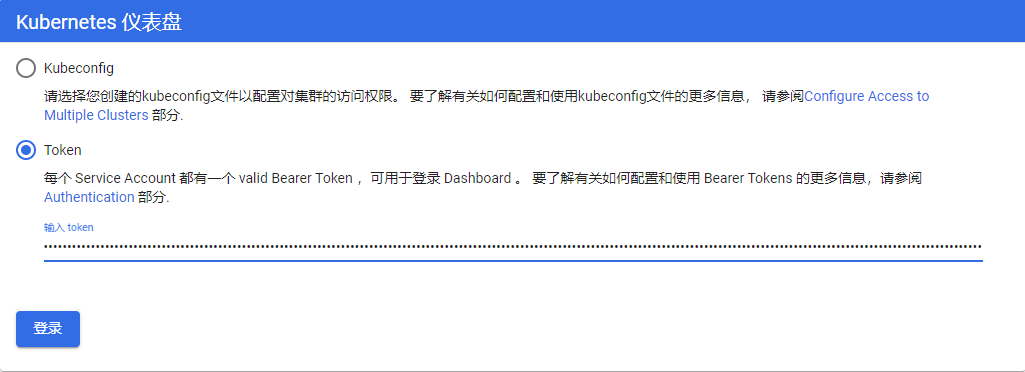 Kubernetes 仪表盘
Kubeconfig
请选择您创建的kubeconfig文件以配置对集群的访问权限。 要了解有关如何配置和使用kubeconfig文件的更多信息， 请参阅Configure Access to
Multiple Clusters 部分.
Token
每个 Service Account 都有一个 valid Bearer Token ，可用于登录 Dashboard 。 要了解有关如何配置和使用 Bearer Tokens 的更多信息，请参阅
Authentication 部分.
输入 token
登录